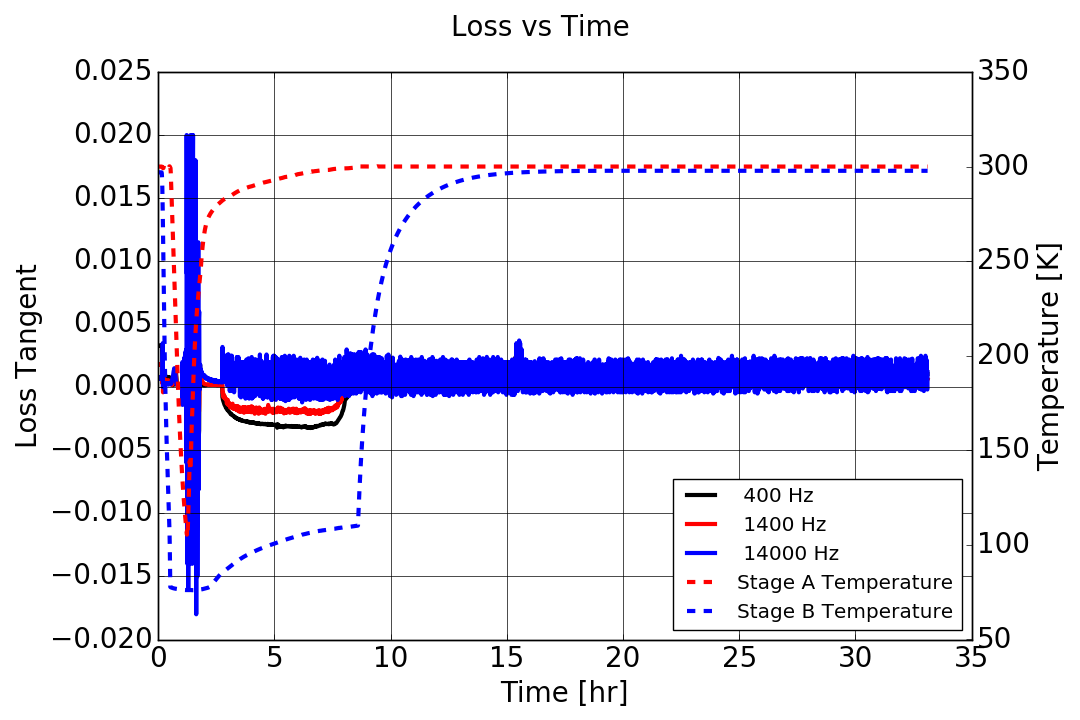 Loss vs Time
0.025
0.020
0.015
0.010
0.005
0.000
−0.005
−0.010
−0.015
−0.020
Loss Tangent
350
300
250
200
150
100
50
Temperature [K]
400 Hz
1400 Hz
14000 Hz
Stage A Temperature
Stage B Temperature
0 5 10 15 20 25 30 35
Time [hr]